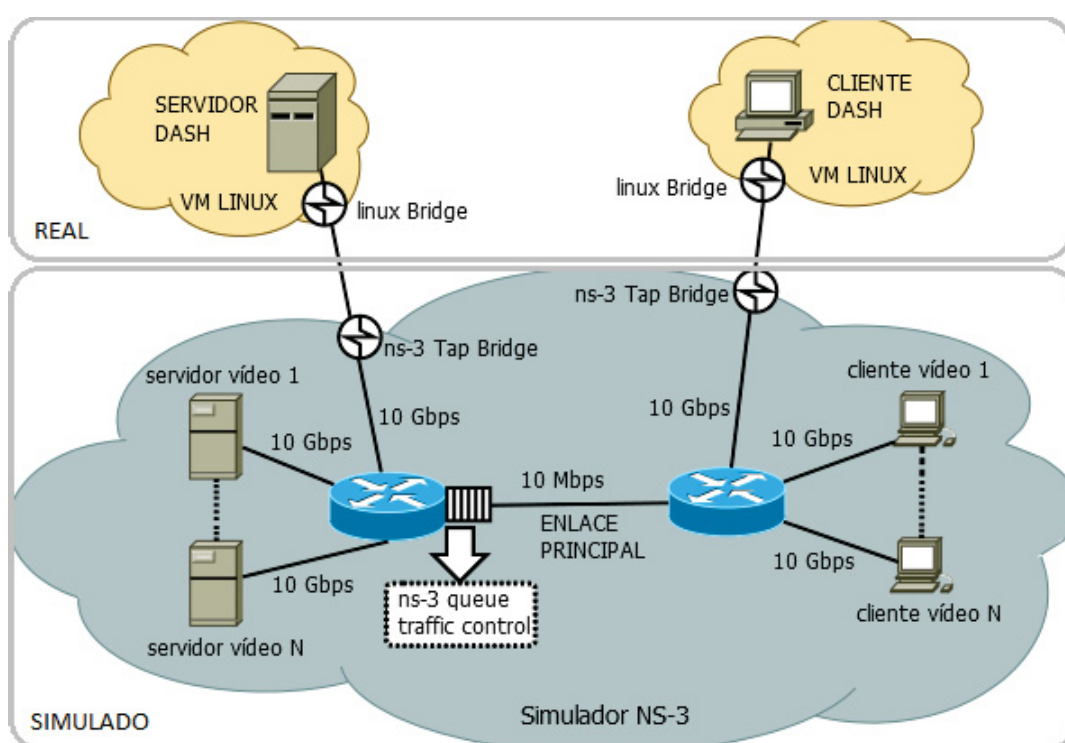 SERVIDOR
DASH
VM LINUX
linux Bridge
CLIENTE
DASH
VM LINUX
linux Bridge
REAL
ns-3 Tap Bridge
ns-3 Tap Bridge
servidor vídeo 1
cliente vídeo 1
10 Gbps
10 Gbps
10 Gbps
10 Gbps
10 Mbps
ENLACE
PRINCIPAL
10 Gbps
10 Gbps
ns-3 queue
traffic control
servidor vídeo N
cliente vídeo N
Simulador NS-3
SIMULADO